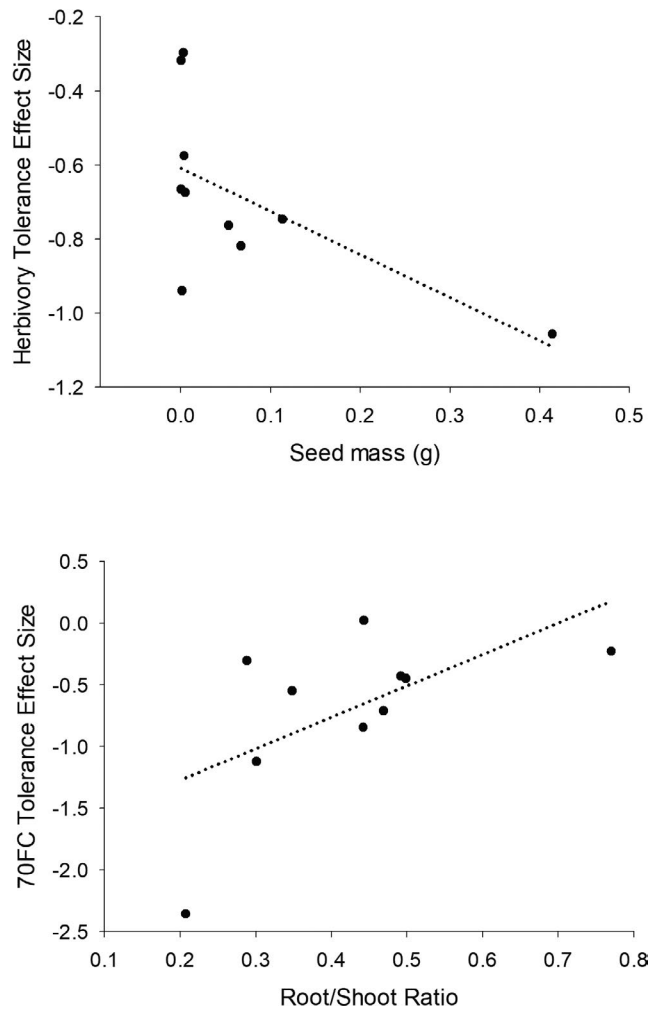 -0.2
-0.4
-0.6
-0.8
-1.0
-1.2
Herbivory Tolerance Effect Size
0.0 0.1 0.2 0.3 0.4 0.5
Seed mass (g)
0.5
0.0
-0.5
-1.0
-1.5
-2.0
-2.5
70FC Tolerance Effect Size
0.1 0.2 0.3 0.4 0.5 0.6 0.7 0.8
Root/Shoot Ratio